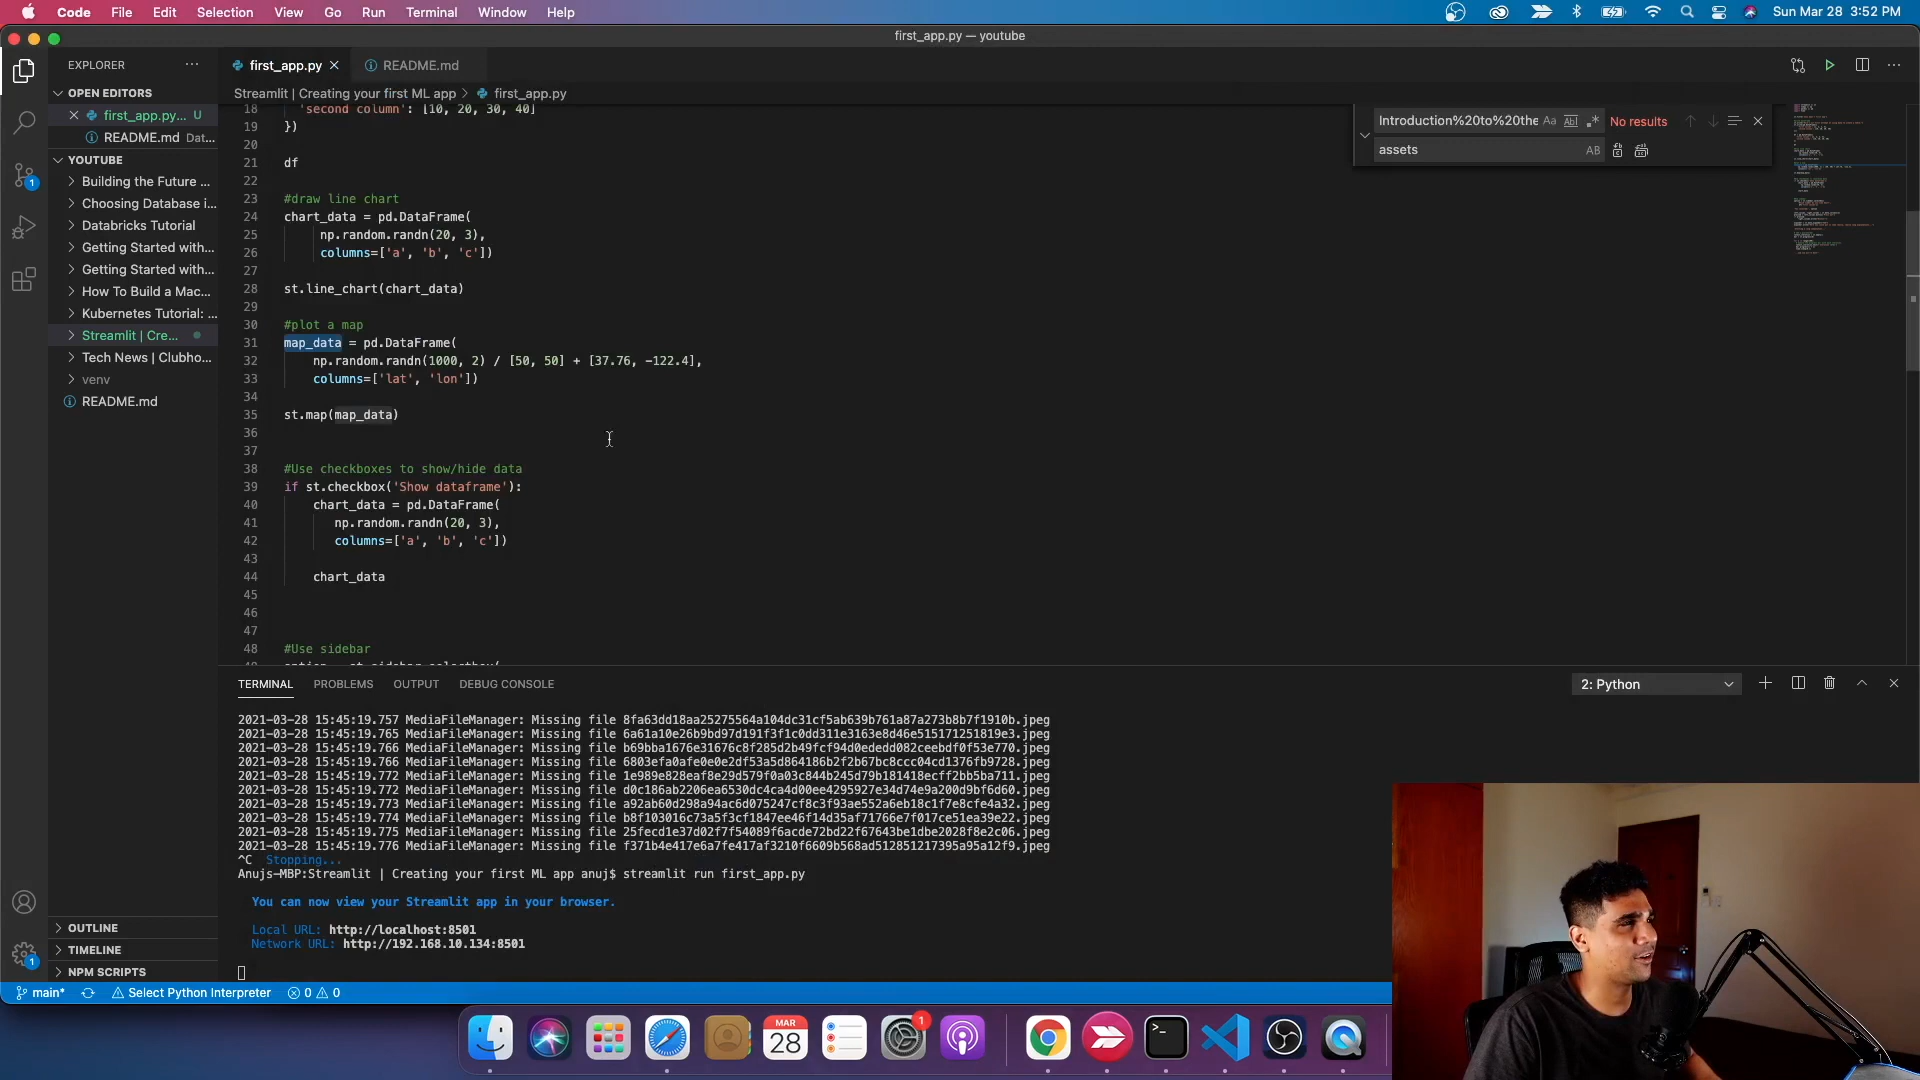 Code File Edit Selection View Go Run Terminal Window Help
Sun Mar 28 3:52 PM
first_app.py — youtube
EXPLORER
first_app.py
README.md
Streamlit | Creating your first ML app > first_app.py
OPEN EDITORS
first_app.py... U
README.md Dat...
YOUTUBE
Building the Future ...
Choosing Database i...
Databricks Tutorial
Getting Started with...
Getting Started with...
How To Build a Mac...
Kubernetes Tutorial: ...
Streamlit | Cre...
Tech News | Clubho...
venv
README.md
OUTLINE
TIMELINE
NPM SCRIPTS
Introduction%20to%20the
Aa Abl .*
No results
assets
AB
18 'second column': [10, 20, 30, 40]
19 })
20
21 df
22
23 #draw line chart
24 chart_data = pd.DataFrame(
25 np.random.randn(20, 3),
26 columns=['a', 'b', 'c'])
27
28 st.line_chart(chart_data)
29
30 #plot a map
31 map_data = pd.DataFrame(
32 np.random.randn(1000, 2) / [50, 50] + [37.76, -122.4],
33 columns=['lat', 'lon'])
34
35 st.map(map_data)
36
37
38 #Use checkboxes to show/hide data
39 if st.checkbox('Show dataframe'):
40 chart_data = pd.DataFrame(
41 np.random.randn(20, 3),
42 columns=['a', 'b', 'c'])
43
44 chart_data
45
46
47
48 #Use sidebar
TERMINAL PROBLEMS OUTPUT DEBUG CONSOLE
2: Python
2021-03-28 15:45:19.757 MediaFileManager: Missing file 8fa63dd18aa25275564a104dc31cf5ab639b761a87a273b8b7f1910b.jpeg
2021-03-28 15:45:19.765 MediaFileManager: Missing file 6a61a10e26b9bd97d191f3f1c0dd311e3163e8d46e515171251819e3.jpeg
2021-03-28 15:45:19.766 MediaFileManager: Missing file b69bba1676e31676c8f285d2b49fcf94d0ededd082ceebdf0f53e770.jpeg
2021-03-28 15:45:19.766 MediaFileManager: Missing file 6803efa0afe0e0e2df53a5d864186b2f2b67bc8ccc04cd1376fb9728.jpeg
2021-03-28 15:45:19.772 MediaFileManager: Missing file 1e989e828eaf8e29d579f0a03c844b245d79b181418ecff2bb5ba711.jpeg
2021-03-28 15:45:19.772 MediaFileManager: Missing file d0c186ab2206ea6530dc4ca4d00ee4295927e34d74e9a200d9bf6d60.jpeg
2021-03-28 15:45:19.773 MediaFileManager: Missing file a92ab60d298a94ac6d075247cf8c3f93ae552a6eb18c1f7e8cfe4a32.jpeg
2021-03-28 15:45:19.774 MediaFileManager: Missing file b8f103016c73a5f3cf1847ee46f14d35af71766e7f017ce51ea39e22.jpeg
2021-03-28 15:45:19.775 MediaFileManager: Missing file 25fecd1e37d02f7f54089f6acde72bd22f67643be1dbe2028f8e2c06.jpeg
2021-03-28 15:45:19.776 MediaFileManager: Missing file f371b4e417e6a7fe417af3210f6609b568ad512851217395a95a12f9.jpeg
^C Stopping...
Anujs-MBP:Streamlit | Creating your first ML app anuj$ streamlit run first_app.py
You can now view your Streamlit app in your browser.
Local URL: http://localhost:8501
Network URL: http://192.168.10.134:8501
main* Select Python Interpreter 0 0
MAR
28
1